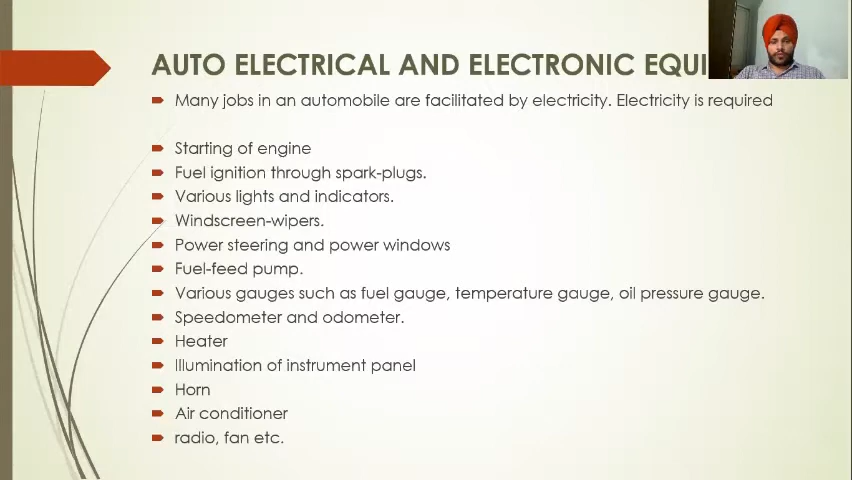 AUTO ELECTRICAL AND ELECTRONIC
Many jobs in an automobile are facilitated by electricity. Electricity is required
Starting of engine
Fuel ignition through spark-plugs.
Various lights and indicators.
Windscreen-wipers.
Power steering and power windows
Fuel-feed pump.
Various gauges such as fuel gauge, temperature gauge, oil pressure gauge.
Speedometer and odometer.
Heater
Illumination of instrument panel
Horn
Air conditioner
radio, fan etc.